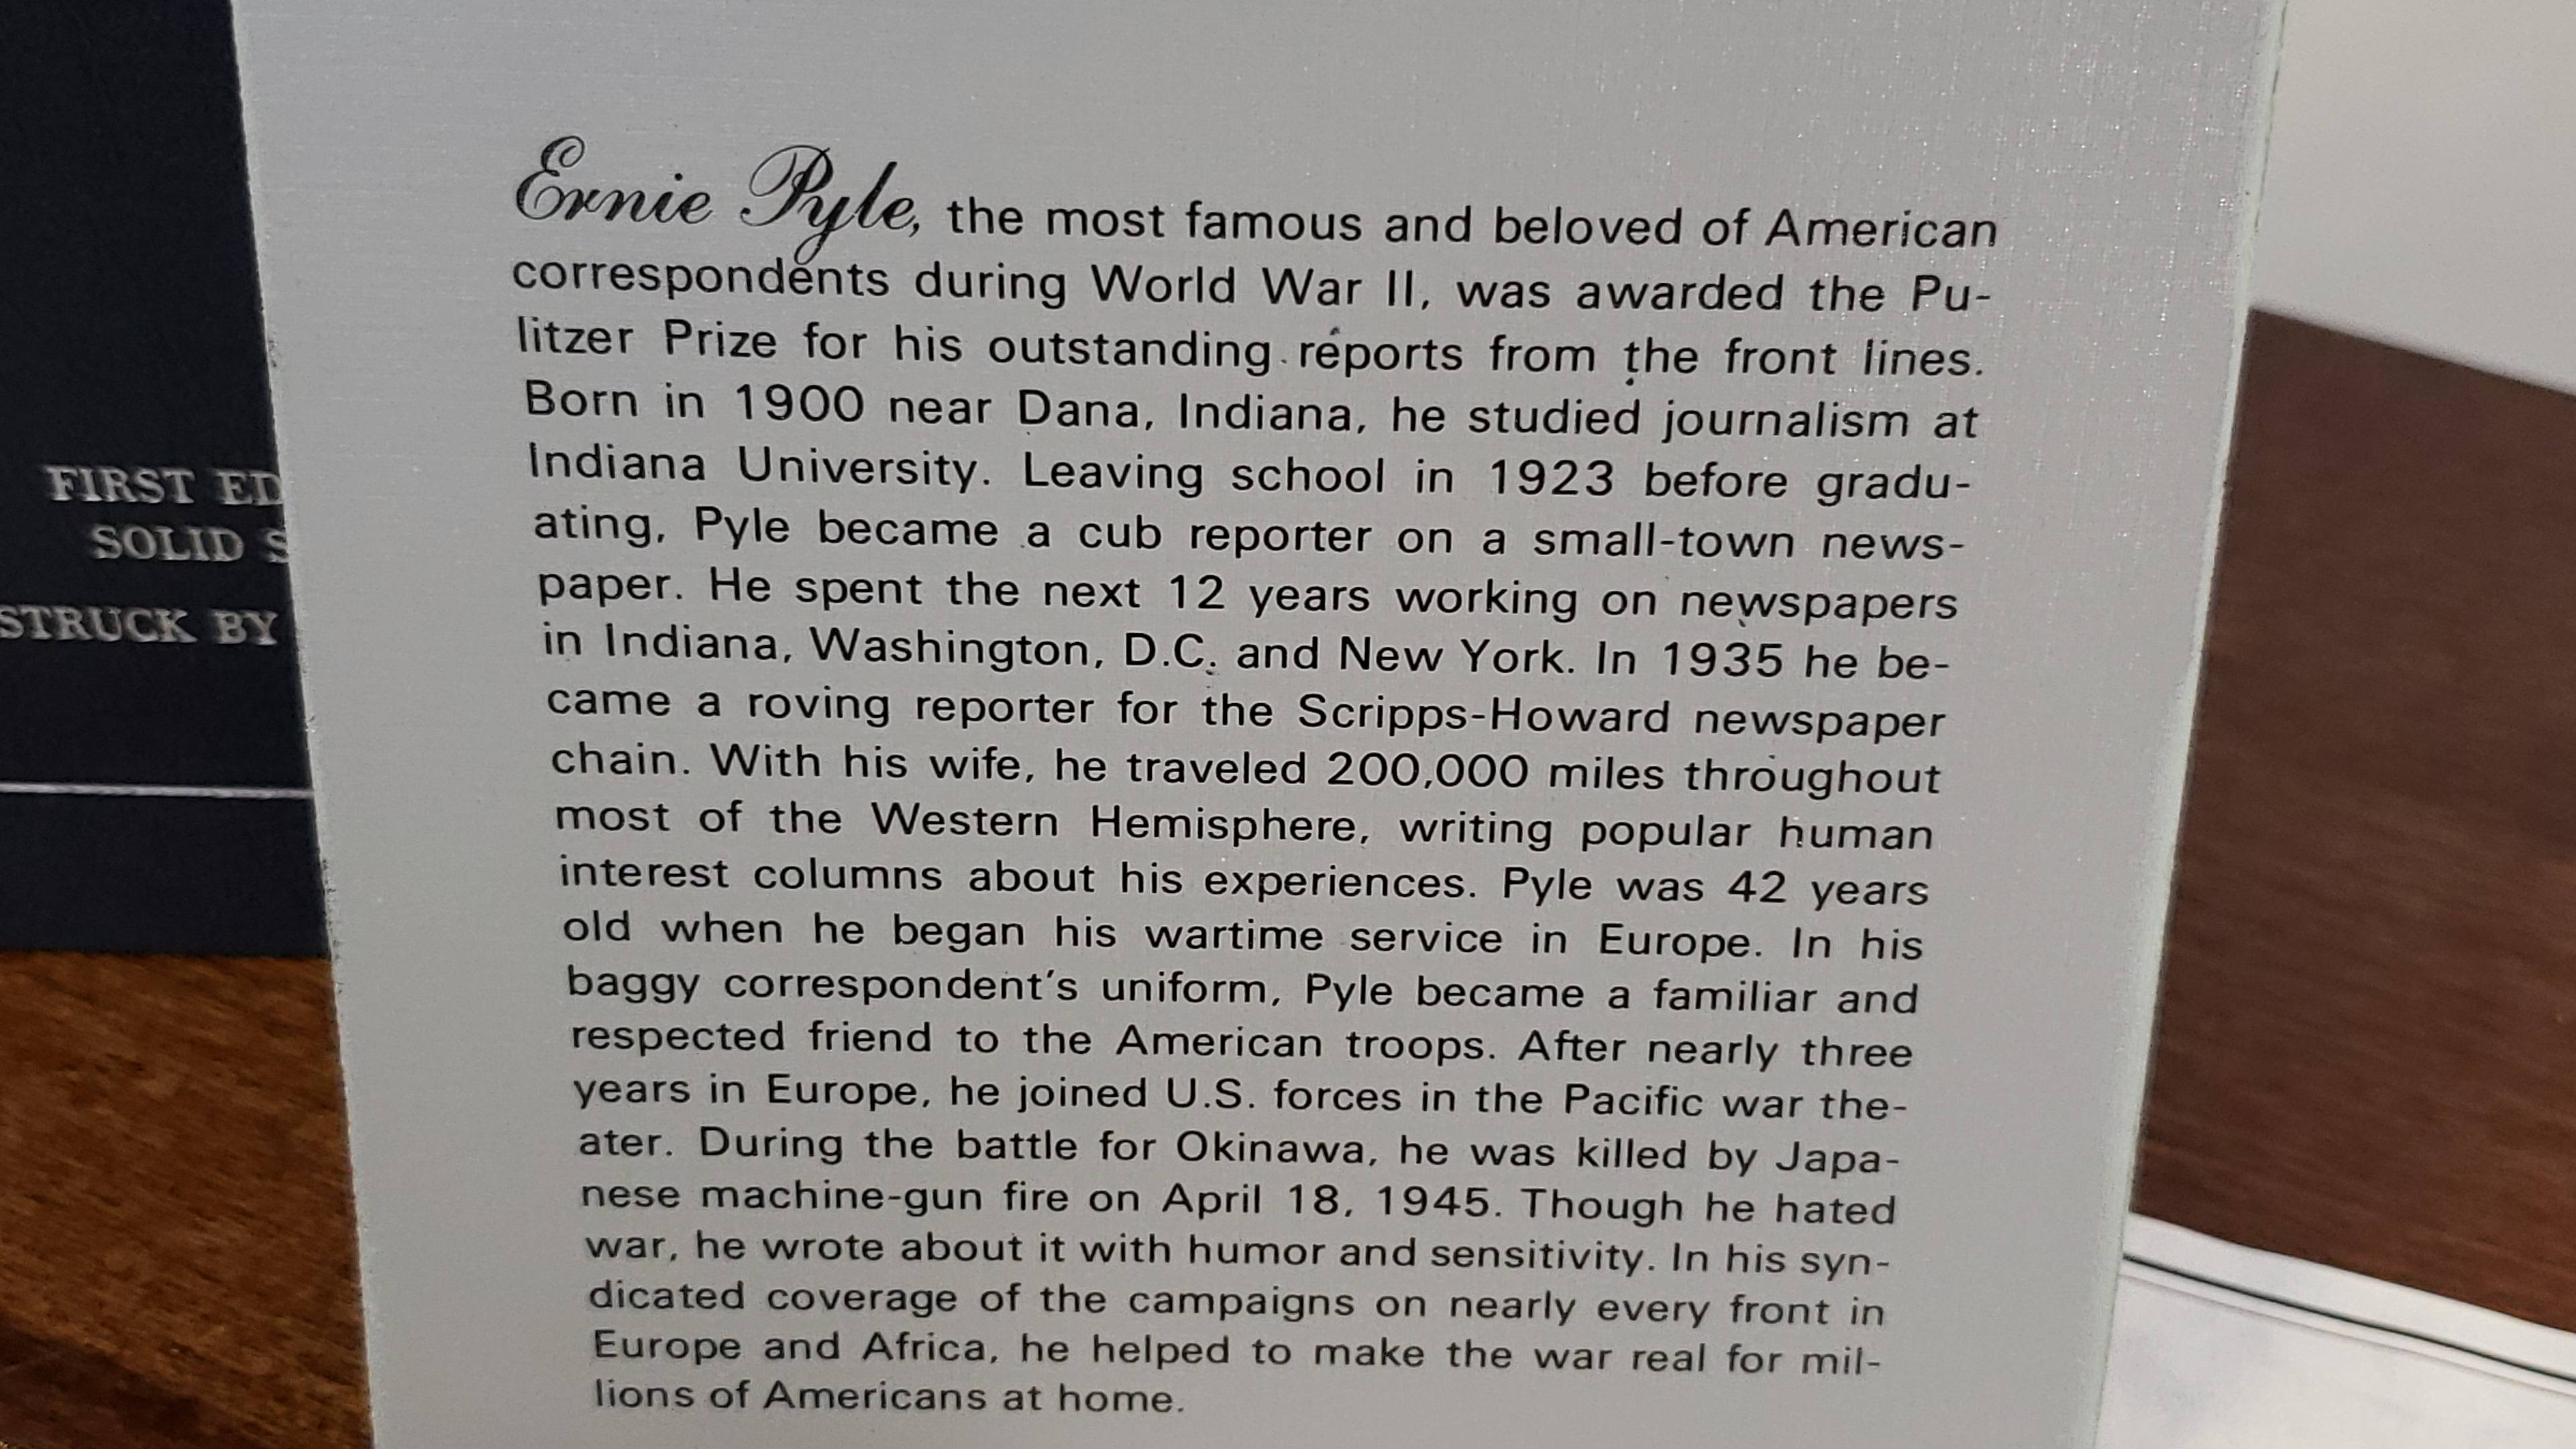 FIRST ED
SOLID S
STRUCK BY
Ernie Pyle, the most famous and beloved of American
correspondents during World War II, was awarded the Pu-
litzer Prize for his outstanding reports from the front lines.
Born in 1900 near Dana, Indiana, he studied journalism at
Indiana University. Leaving school in 1923 before gradu-
ating, Pyle became a cub reporter on a small-town news-
paper. He spent the next 12 years working on newspapers
in Indiana, Washington, D.C. and New York. In 1935 he be-
came a roving reporter for the Scripps-Howard newspaper
chain. With his wife, he traveled 200,000 miles throughout
most of the Western Hemisphere, writing popular human
interest columns about his experiences. Pyle was 42 years
old when he began his wartime service in Europe. In his
baggy correspondent's uniform, Pyle became a familiar and
respected friend to the American troops. After nearly three
years in Europe, he joined U.S. forces in the Pacific war the-
ater. During the battle for Okinawa, he was killed by Japa-
nese machine-gun fire on April 18, 1945. Though he hated
war, he wrote about it with humor and sensitivity. In his syn-
dicated coverage of the campaigns on nearly every front in
Europe and Africa, he helped to make the war real for mil-
lions of Americans at home.